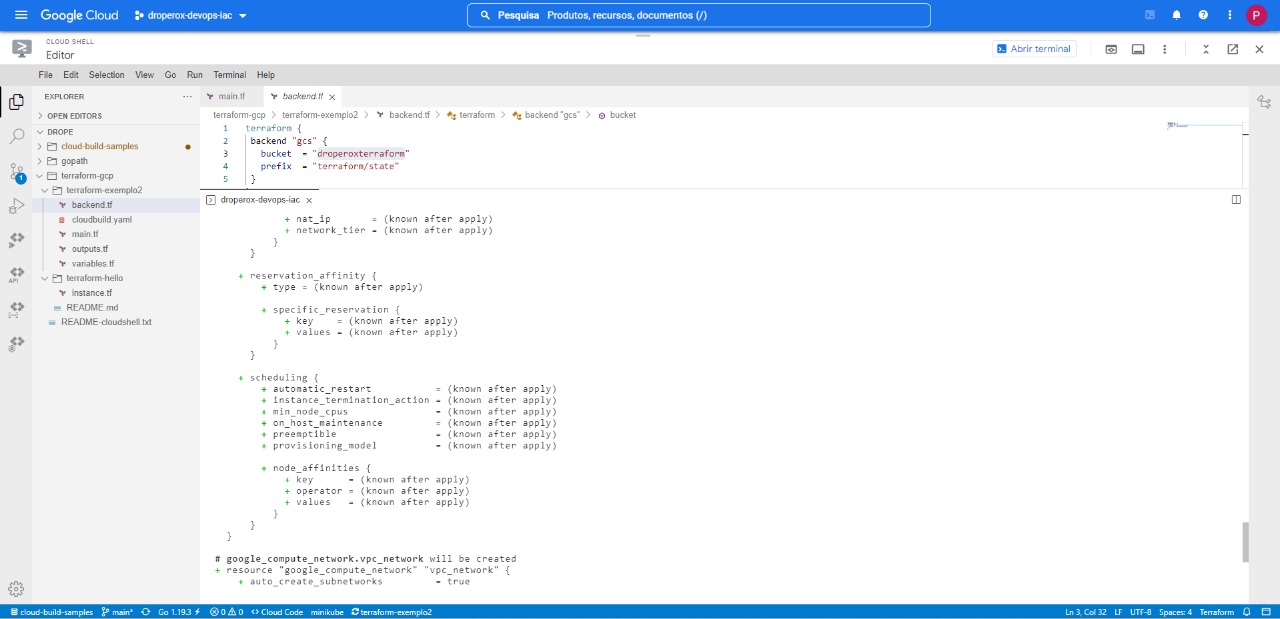 Google Cloud
droperox-devops-iac
Pesquisa Produtos, recursos, documentos (/)
P
CLOUD SHELL
Editor
Abrir terminal
File Edit Selection View Go Run Terminal Help
EXPLORER
OPEN EDITORS
DROPE
cloud-build-samples
gopath
terraform-gcp
terraform-exemplo2
backend.tf
cloudbuild.yaml
main.tf
outputs.tf
variables.tf
terraform-hello
instance.tf
README.md
README-cloudshell.txt
1
API
main.tf
backend.tf
terraform-gcp > terraform-exemplo2 > backend.tf > terraform > backend "gcs" > bucket
1 terraform {
2 backend "gcs" {
3 bucket = "droperoxterraform"
4 prefix = "terraform/state"
5 }
droperox-devops-iac
+ nat_ip = (known after apply)
+ network_tier = (known after apply)
}
}
+ reservation_affinity {
+ type = (known after apply)
+ specific_reservation {
+ key = (known after apply)
+ values = (known after apply)
}
}
+ scheduling {
+ automatic_restart = (known after apply)
+ instance_termination_action = (known after apply)
+ min_node_cpus = (known after apply)
+ on_host_maintenance = (known after apply)
+ preemptible = (known after apply)
+ provisioning_model = (known after apply)
+ node_affinities {
+ key = (known after apply)
+ operator = (known after apply)
+ values = (known after apply)
}
}
}
# google_compute_network.vpc_network will be created
+ resource "google_compute_network" "vpc_network" {
+ auto_create_subnetworks = true
cloud-build-samples main* Go 1.19.3 0 0 Cloud Code minikube terraform-exemplo2
Ln 3, Col 32 LF UTF-8 Spaces: 4 Terraform